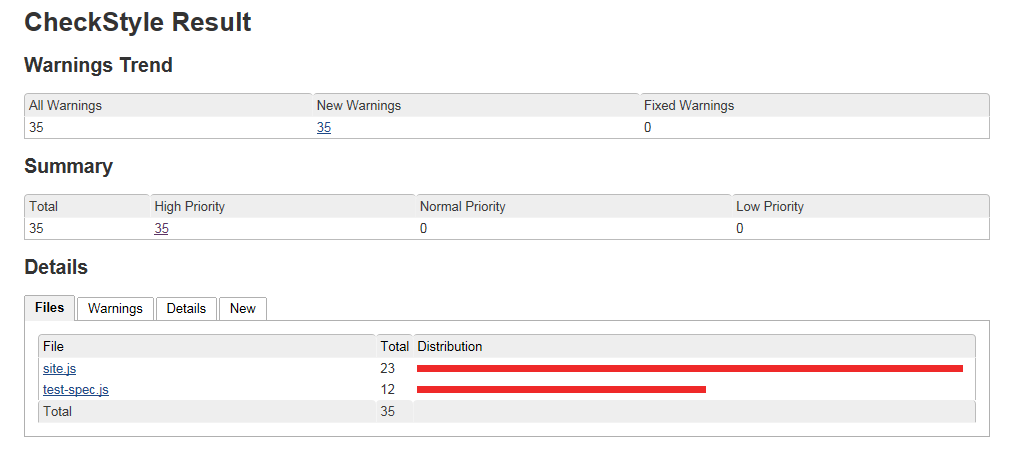 CheckStyle Result
Warnings Trend
All Warnings New Warnings Fixed Warnings
35 35 0
Summary
Total High Priority Normal Priority Low Priority
35 35 0 0
Details
Files Warnings Details New
File Total Distribution
site.js 23
test-spec.js 12
Total 35